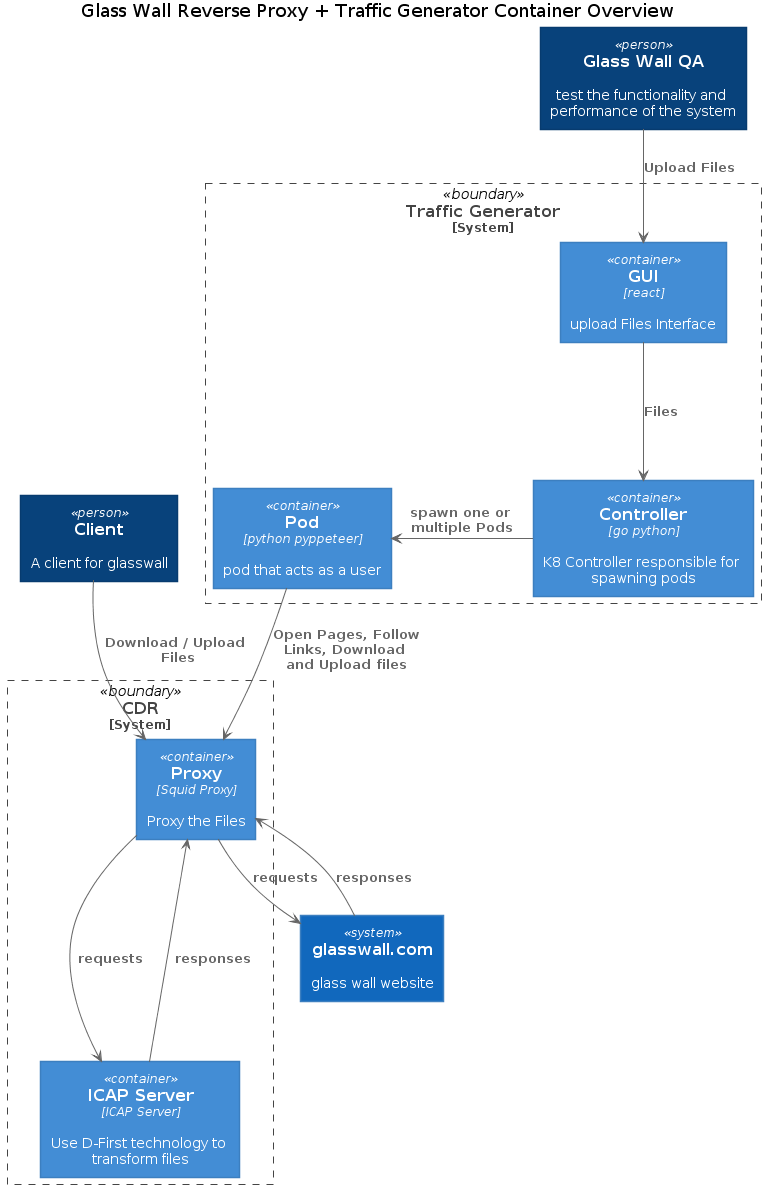 Glass Wall Reverse Proxy + Traffic Generator Container Overview
«person»
Glass Wall QA
test the functionality and
performance of the system
Upload Files
«boundary»
Traffic Generator
[System]
«container»
GUI
[react]
upload Files Interface
Files
«container»
Controller
[go python]
K8 Controller responsible for
spawning pods
spawn one or
multiple Pods
«container»
Pod
[python pyppeteer]
pod that acts as a user
«person»
Client
A client for glasswall
Download / Upload
Files
Open Pages, Follow
Links, Download
and Upload files
«boundary»
CDR
[System]
«container»
Proxy
[Squid Proxy]
Proxy the Files
requests
responses
requests
responses
«system»
glasswall.com
glass wall website
«container»
ICAP Server
[ICAP Server]
Use D-First technology to
transform files